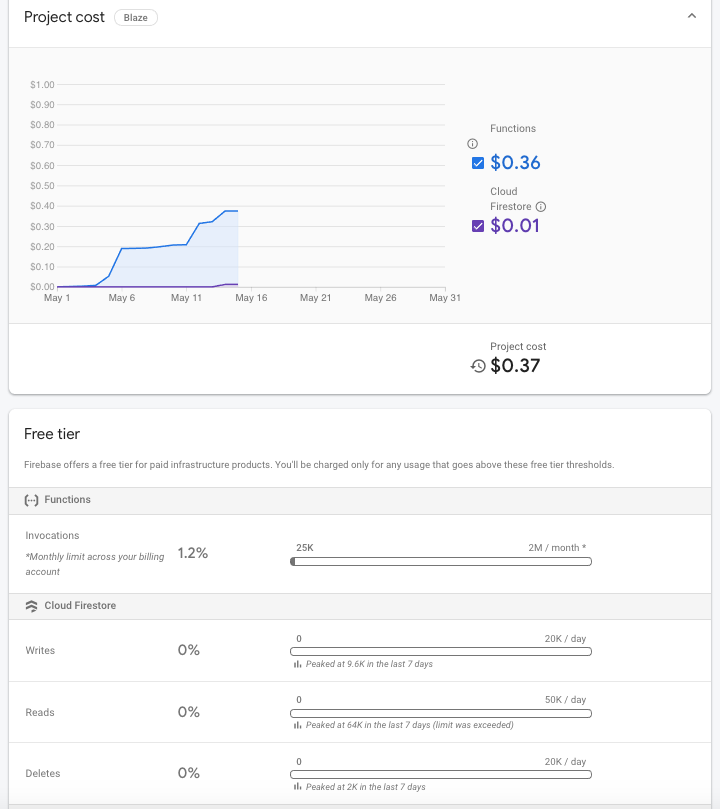 Project cost Blaze
$1.00
$0.90
$0.80
$0.70
$0.60
$0.50
$0.40
$0.30
$0.20
$0.10
$0.00
May 1 May 6 May 11 May 16 May 21 May 26 May 31
Functions
$0.36
Cloud
Firestore
$0.01
Project cost
$0.37
Free tier
Firebase offers a free tier for paid infrastructure products. You'll be charged only for any usage that goes above these free tier thresholds.
Functions
Invocations
*Monthly limit across your billing
account
1.2%
25K 2M / month *
Cloud Firestore
Writes 0%
0 20K / day
Peaked at 9.6K in the last 7 days
Reads 0%
0 50K / day
Peaked at 64K in the last 7 days (limit was exceeded)
Deletes 0%
0 20K / day
Peaked at 2K in the last 7 days